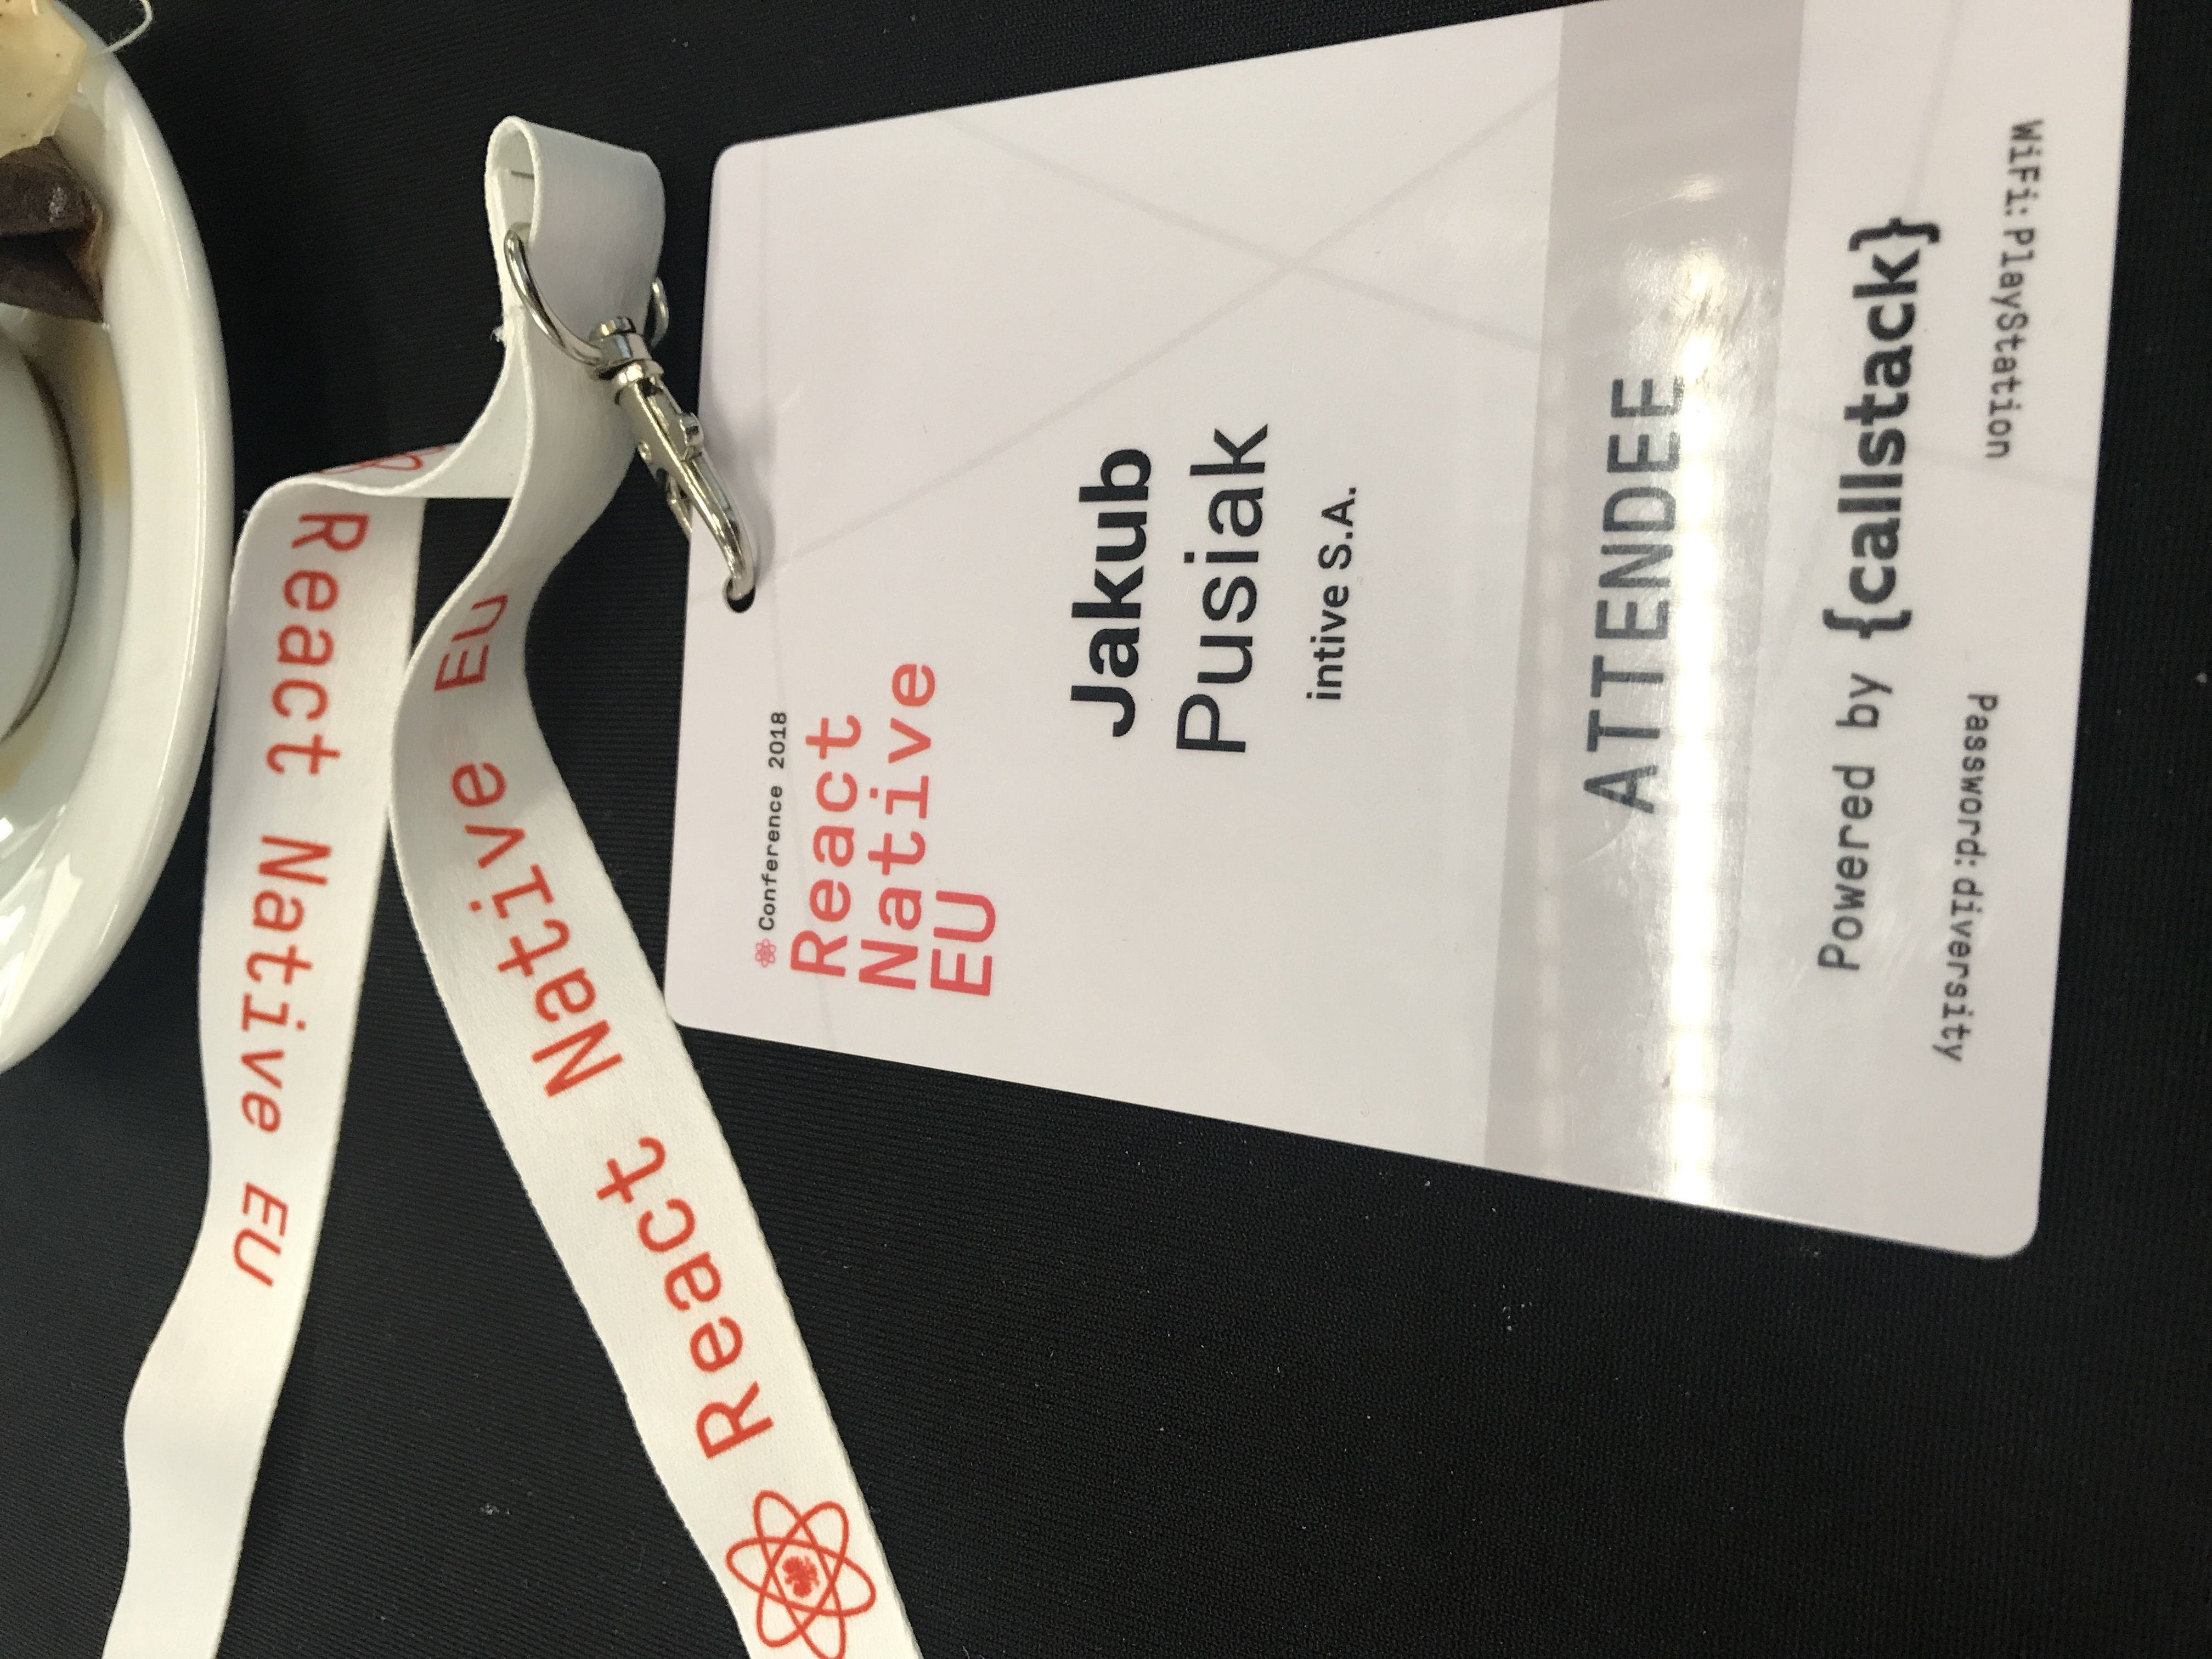 React Native EU
React Native EU
Conference 2018
React
Native
EU
Jakub
Pusiak
intive S.A.
ATTENDEE
Powered by {callstack}
WiFi: PlayStation
Password: diversity